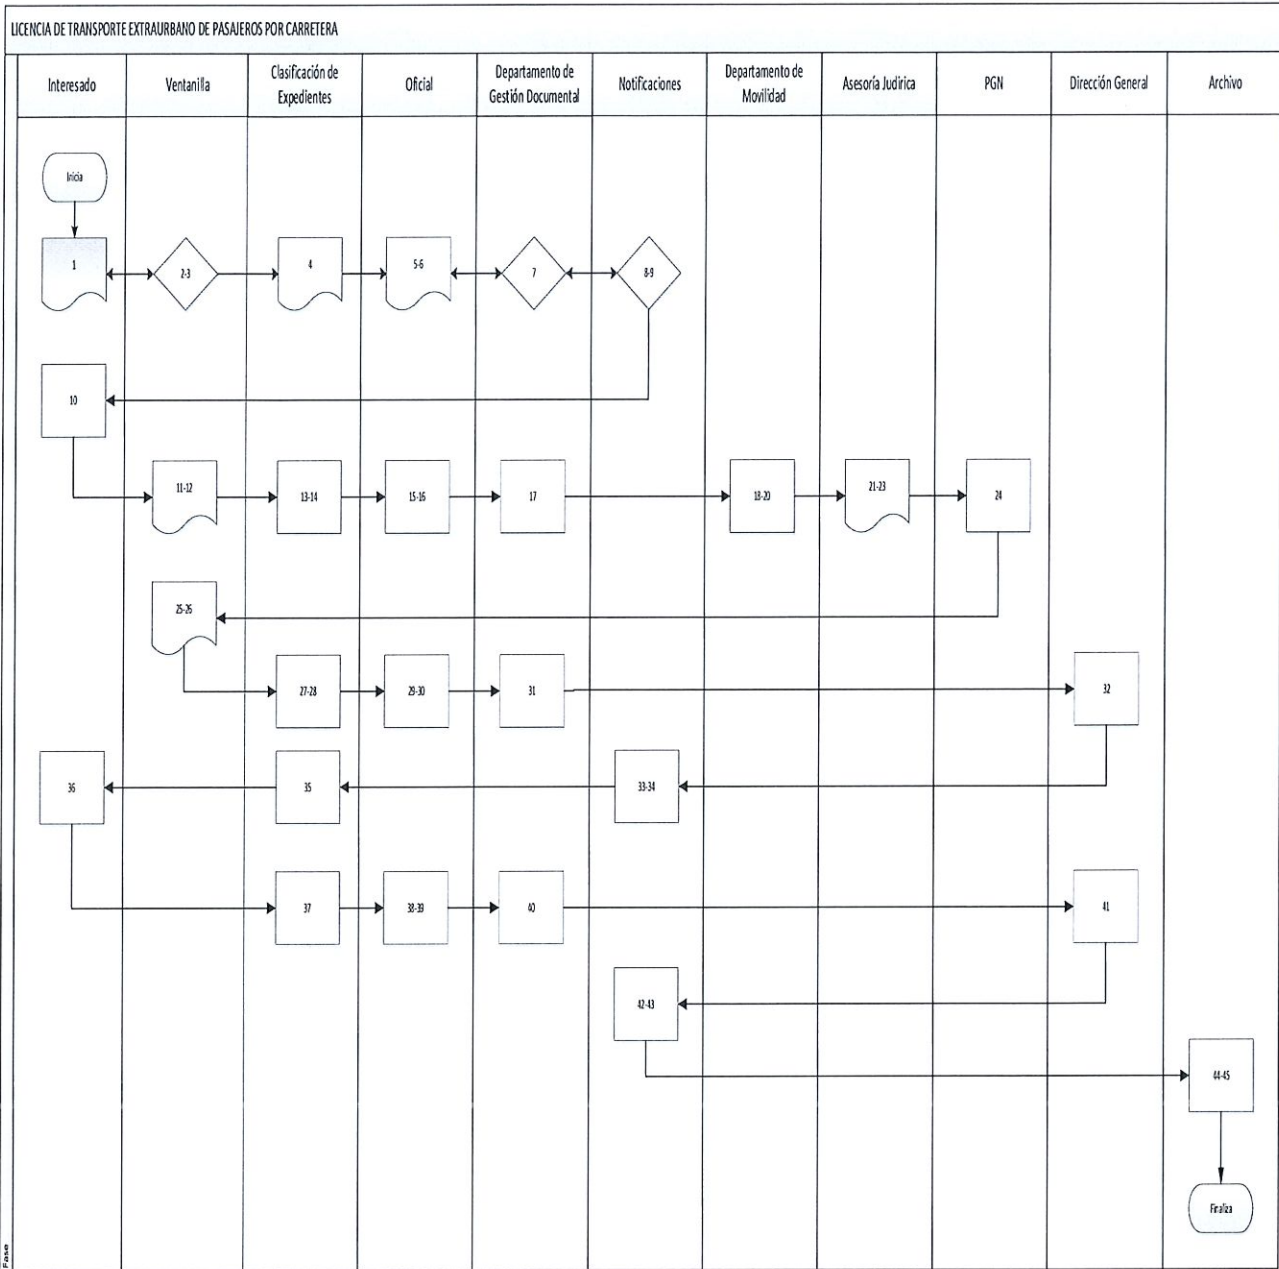 LICENCIA DE TRANSPORTE EXTRAURBANO DE PASAJEROS POR CARRETERA
Interesado
Ventanilla
Clasificación de
Expedientes
Oficial
Departamento de
Gestión Documental
Notificaciones
Departamento de
Movilidad
Asesoría Judirica
PGN
Dirección General
Archivo
Inicia
1
2-3
4
5-6
7
8-9
10
11-12
13-14
15-16
17
18-20
21-23
24
25-26
27-28
29-30
31
32
36
35
33-34
37
38-39
40
41
42-43
44-45
Finaliza
Fase